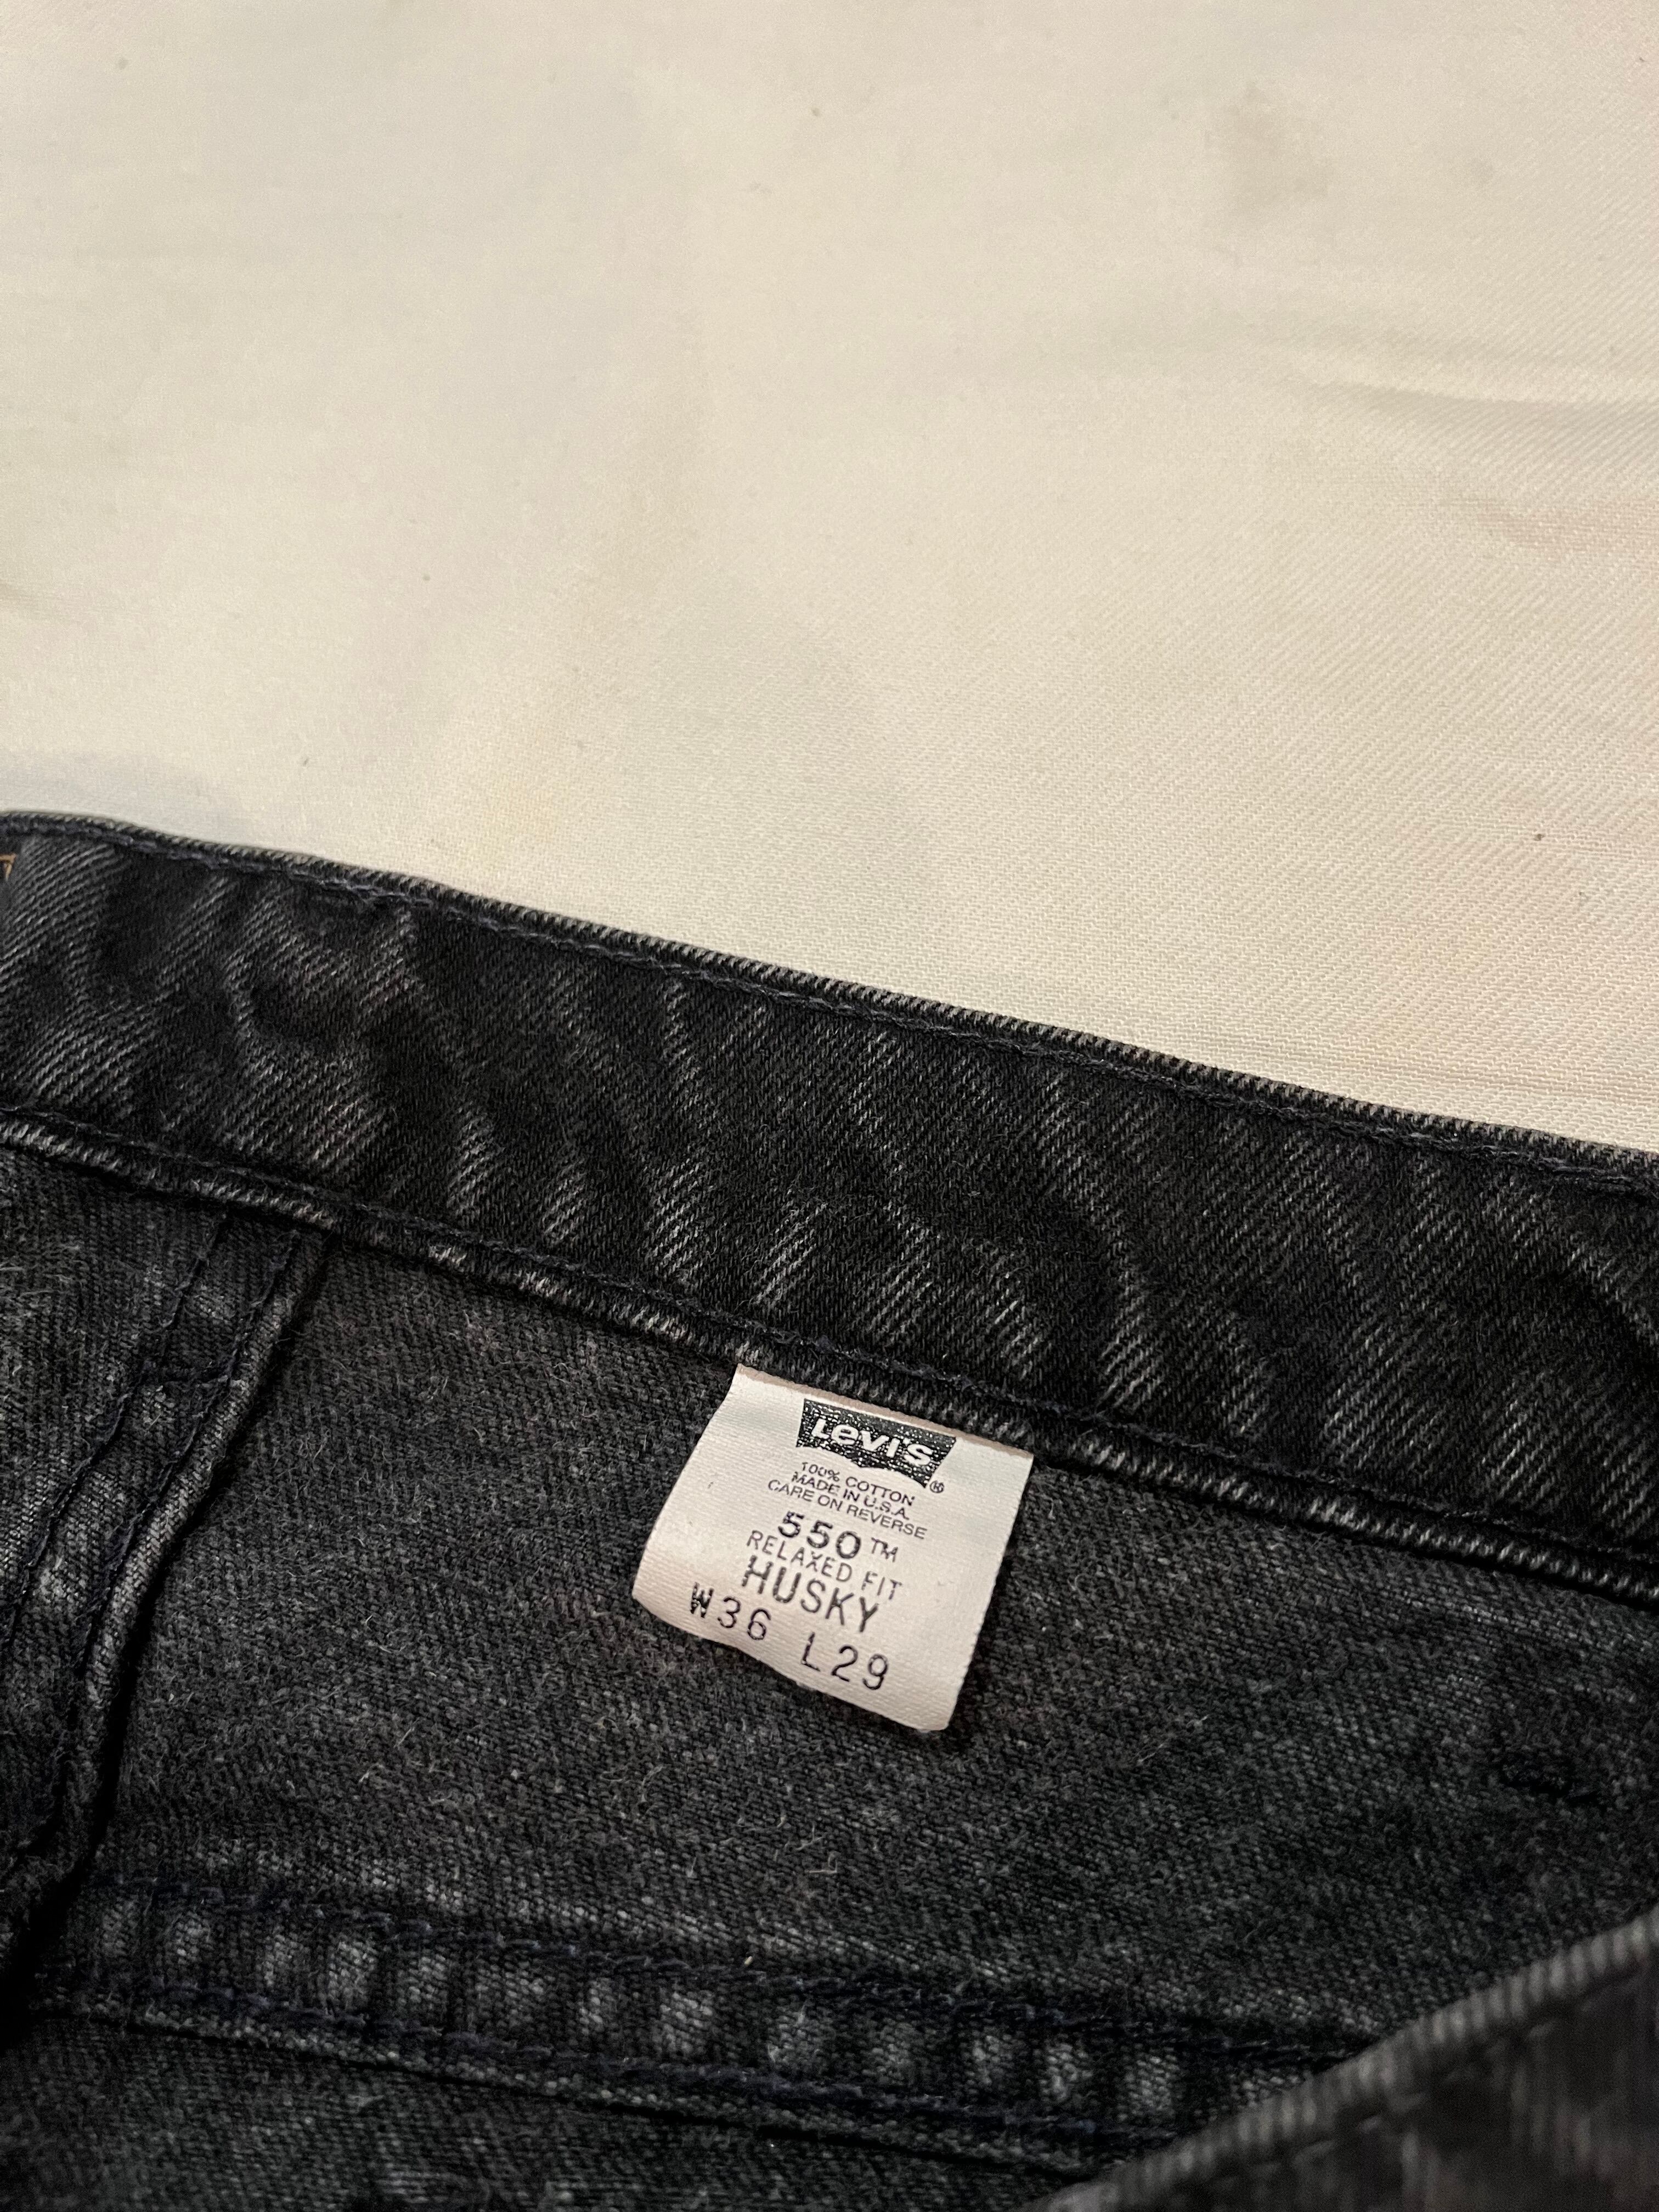 Levi's ®
100% COTTON
MADE IN U.S.A.
CARE ON REVERSE
550™
RELAXED FIT
HUSKY
W36 L29